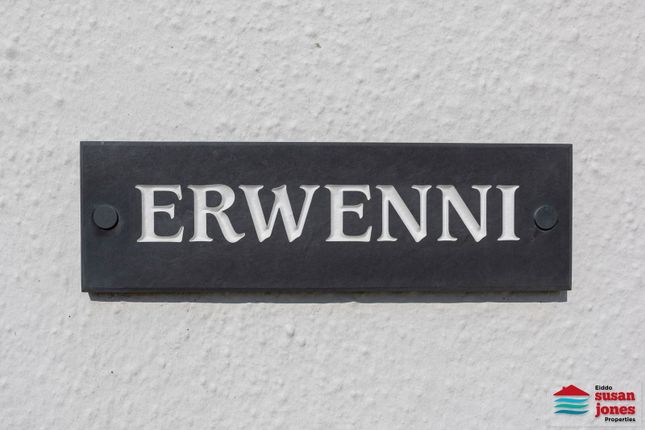 ERWENNI
Eiddo
susan
jones
Properties